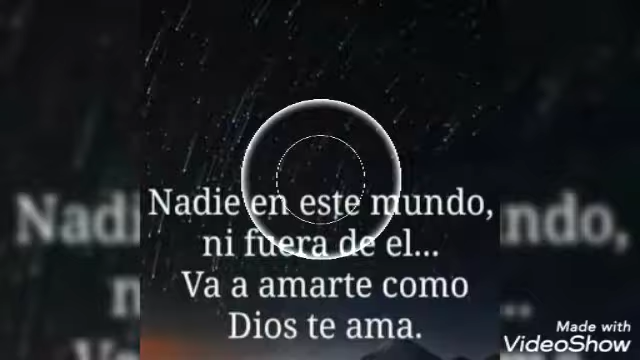 Nadie en este mundo,
ni fuera de el...
Va a amarte como
Dios te ama.
Made with
VideoShow